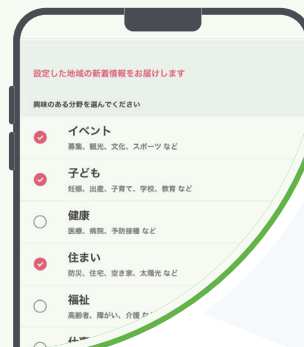 設定した地域の新着情報をお届けします
興味のある分野を選んでください
イベント
募集、観光、文化、スポーツ など
子ども
妊娠、出産、子育て、学校、教育 など
健康
医療、病院、予防接種 など
住まい
防災、住宅、空き家、太陽光 など
福祉
高齢者、障がい、介護